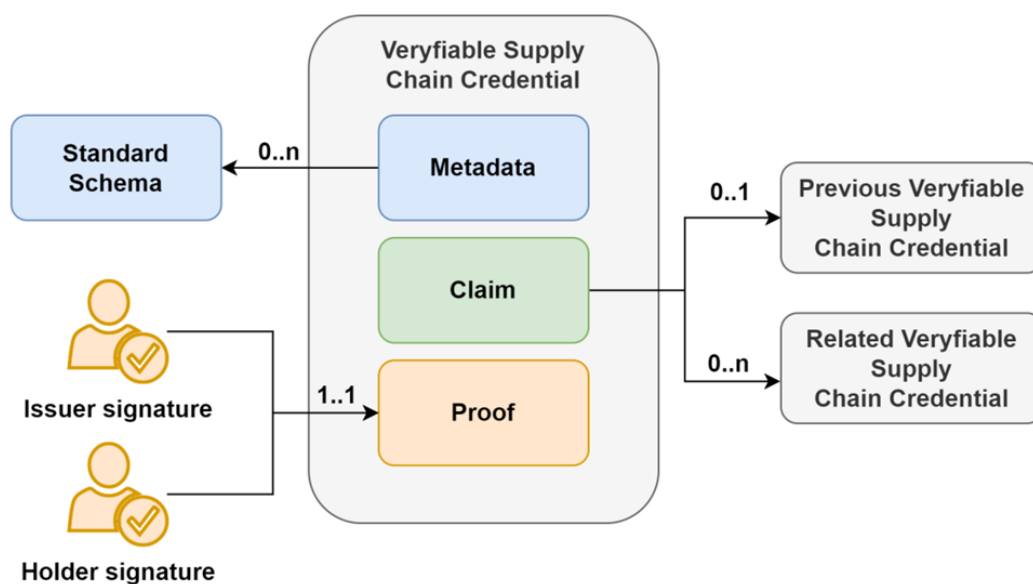 Veryfiable Supply
Chain Credential
Standard
Schema
0..n
Metadata
Claim
0..1
Previous Veryfiable
Supply
Chain Credential
0..n
Related Veryfiable
Supply
Chain Credential
Issuer signature
1..1
Proof
Holder signature